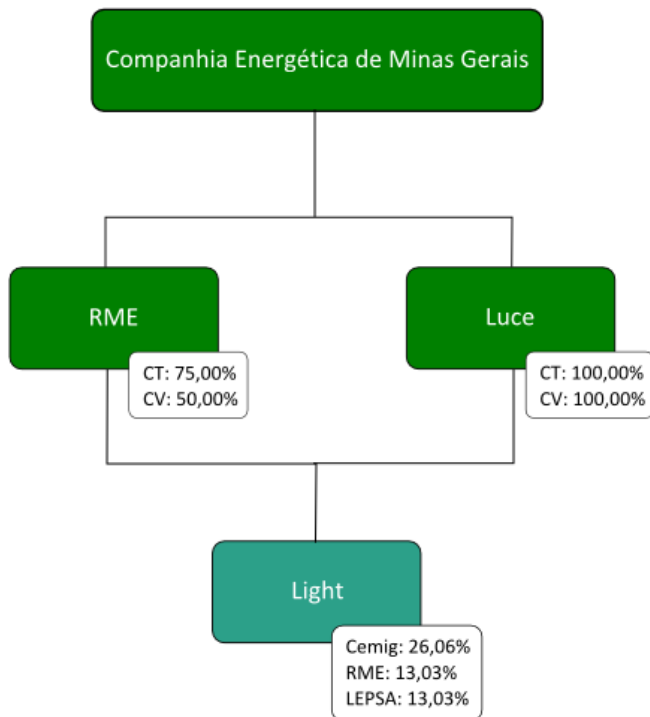 Companhia Energética de Minas Gerais
RME
CT: 75,00%
CV: 50,00%
Luce
CT: 100,00%
CV: 100,00%
Light
Cemig: 26,06%
RME: 13,03%
LEPSA: 13,03%